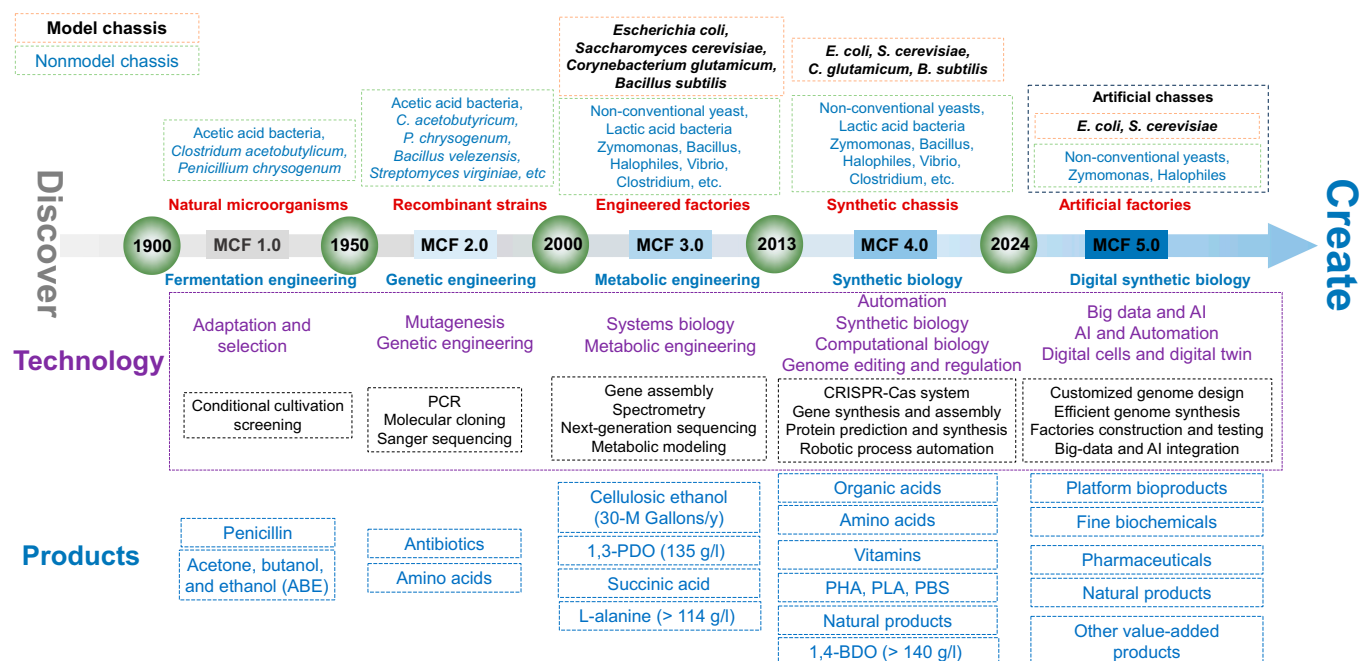 Model chassis
Nonmodel chassis
Acetic acid bacteria,
Clostridum acetobutylicum,
Penicillium chrysogenum
Acetic acid bacteria,
C. acetobutyricum,
P. chrysogenum,
Bacillus velezensis,
Streptomyces virginiae, etc
Escherichia coli,
Saccharomyces cerevisiae,
Corynebacterium glutamicum,
Bacillus subtilis
Non-conventional yeast,
Lactic acid bacteria
Zymomonas, Bacillus,
Halophiles, Vibrio,
Clostridium, etc.
E. coli, S. cerevisiae,
C. glutamicum, B. subtilis
Non-conventional yeasts,
Lactic acid bacteria
Zymomonas, Bacillus,
Halophiles, Vibrio,
Clostridium, etc.
Artificial chasses
E. coli, S. cerevisiae
Non-conventional yeasts,
Zymomonas, Halophiles
Discover
Natural microorganisms
Recombinant strains
Engineered factories
Synthetic chassis
Artificial factories
1900
MCF 1.0
1950
MCF 2.0
2000
MCF 3.0
2013
MCF 4.0
2024
MCF 5.0
Create
Fermentation engineering
Genetic engineering
Metabolic engineering
Synthetic biology
Digital synthetic biology
Technology
Adaptation and
selection
Conditional cultivation
screening
Mutagenesis
Genetic engineering
PCR
Molecular cloning
Sanger sequencing
Systems biology
Metabolic engineering
Gene assembly
Spectrometry
Next-generation sequencing
Metabolic modeling
Automation
Synthetic biology
Computational biology
Genome editing and regulation
CRISPR-Cas system
Gene synthesis and assembly
Protein prediction and synthesis
Robotic process automation
Big data and AI
AI and Automation
Digital cells and digital twin
Customized genome design
Efficient genome synthesis
Factories construction and testing
Big-data and AI integration
Products
Penicillin
Acetone, butanol,
and ethanol (ABE)
Antibiotics
Amino acids
Cellulosic ethanol
(30-M Gallons/y)
1,3-PDO (135 g/l)
Succinic acid
L-alanine (> 114 g/l)
Organic acids
Amino acids
Vitamins
PHA, PLA, PBS
Natural products
1,4-BDO (> 140 g/l)
Platform bioproducts
Fine biochemicals
Pharmaceuticals
Natural products
Other value-added
products